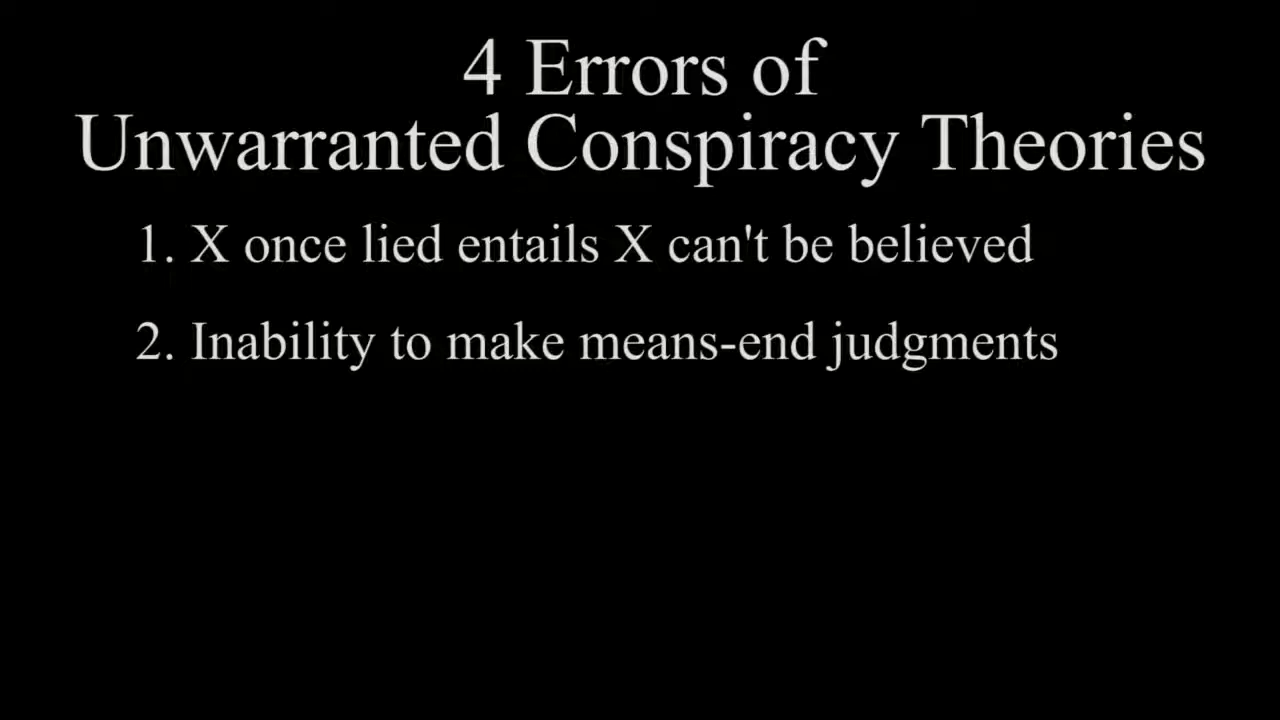 4 Errors of
Unwarranted Conspiracy Theories
1. X once lied entails X can't be believed
2. Inability to make means-end judgments